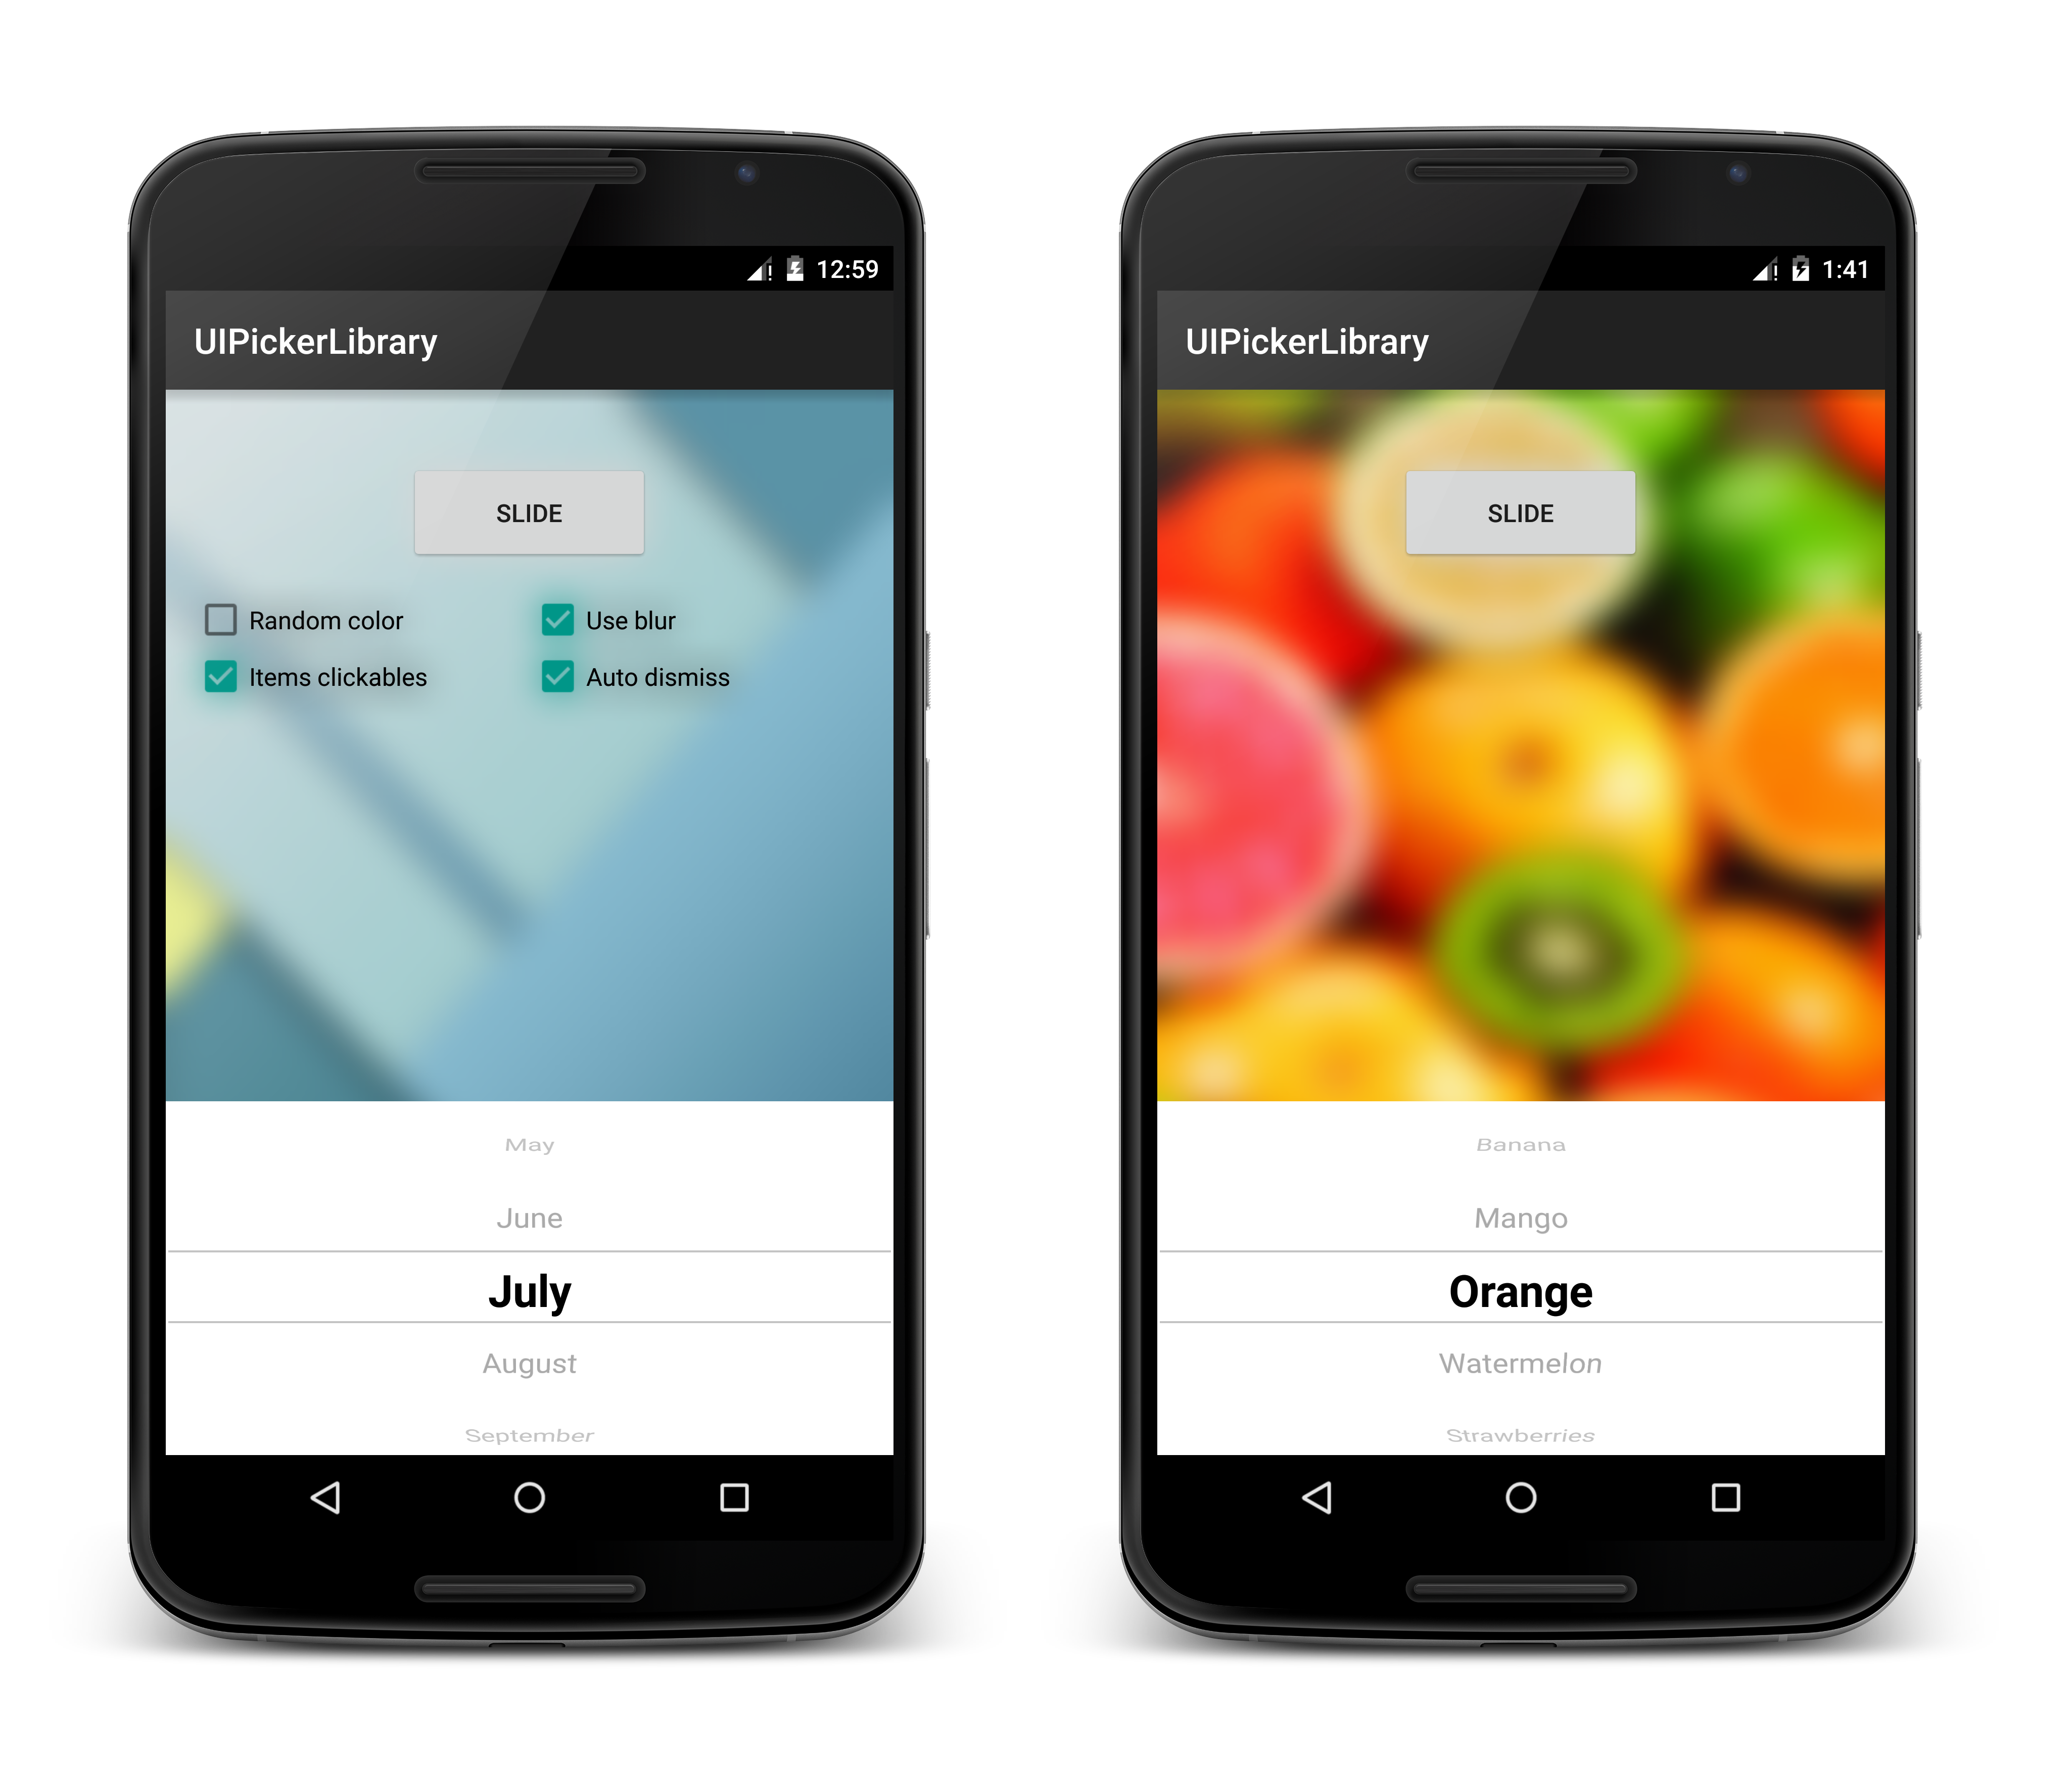 12:59
UIPickerLibrary
SLIDE
Random color
Use blur
Items clickables
Auto dismiss
May
June
July
August
September
1:41
UIPickerLibrary
SLIDE
Banana
Mango
Orange
Watermelon
Strawberries